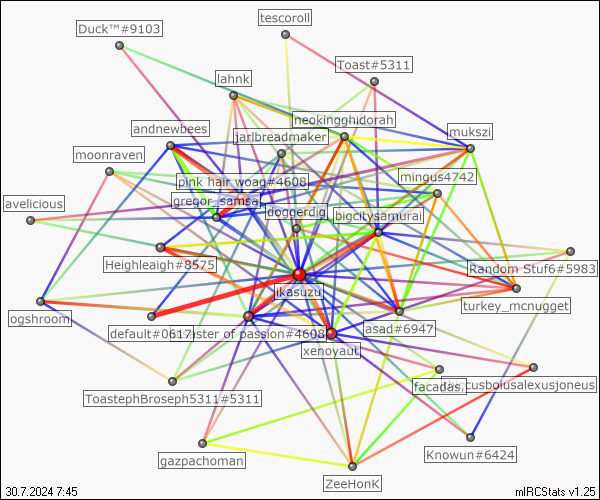 tescoroll
Duck™#9103
Toast#5311
lahnk
neokingghidorah
andnewbees
mukszi
jarlbreadmaker
moonraven
mingus4742
pink hair woag#4608
avelicious
gregor_samsa
doggerdig
bigcitysamurai
Heighleaigh#8575
Random Stuf6#5983
ikasuzu
turkey_mcnugget
ogshroom
default#0617
ster of passion#4608
asad#6947
xenoyaut
facadas.
cusbolusalexusjoneus
ToastephBroseph5311#5311
Knowun#6424
gazpachoman
ZeeHonK
30.7.2024 7:45
mIRCStats v1.25